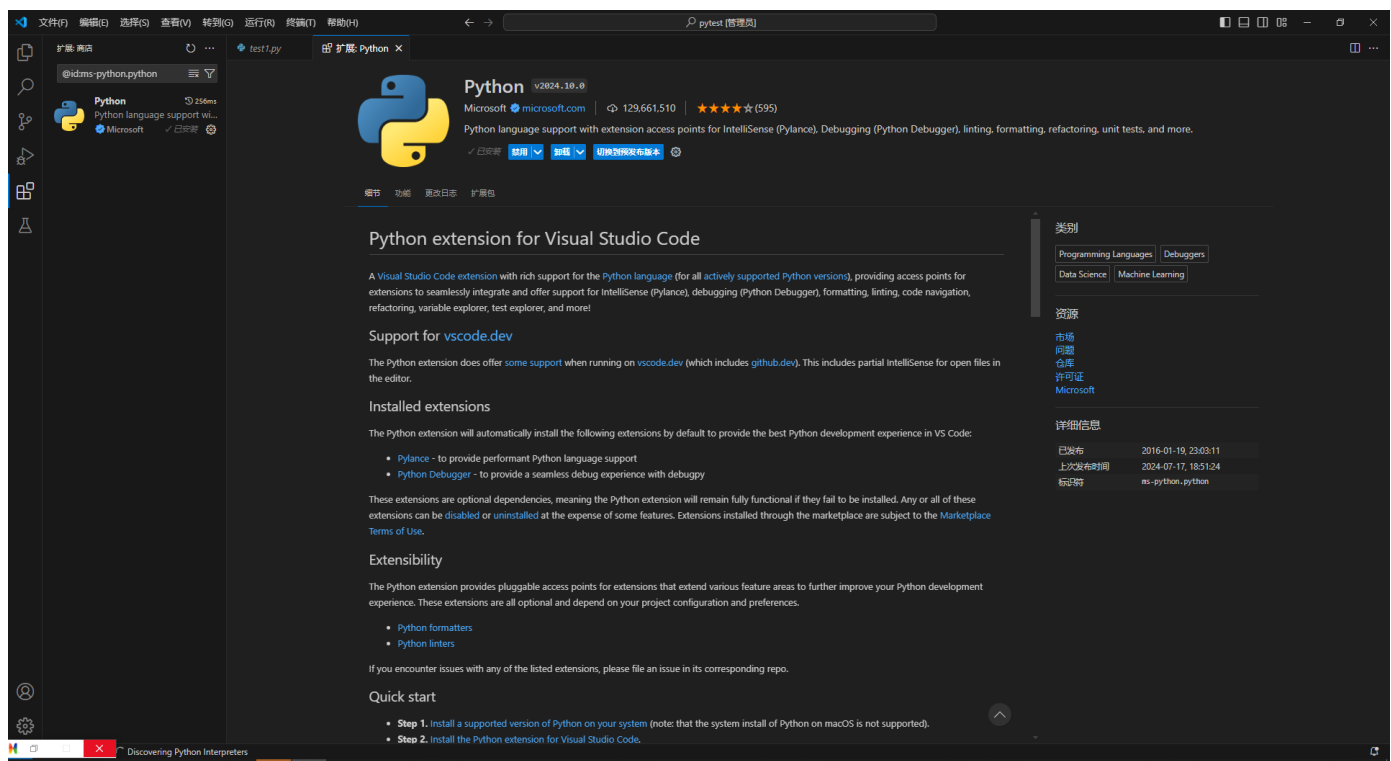 文件(F) 编辑(E) 选择(S) 查看(V) 转到(G) 运行(R) 终端(T) 帮助(H)
pytest [管理员]
扩展: 商店
test1.py
扩展: Python
@id:ms-python.python
Python
256ms
Python language support wi...
Microsoft
已安装
Python
v2024.10.0
Microsoft
microsoft.com
129,661,510
(595)
Python language support with extension access points for IntelliSense (Pylance), Debugging (Python Debugger), linting, formatting, refactoring, unit tests, and more.
已安装
禁用
卸载
切换到预发布版本
细节 功能 更改日志 扩展包
Python extension for Visual Studio Code
A Visual Studio Code extension with rich support for the Python language (for all actively supported Python versions), providing access points for
extensions to seamlessly integrate and offer support for IntelliSense (Pylance), debugging (Python Debugger), formatting, linting, code navigation,
refactoring, variable explorer, test explorer, and more!
Support for vscode.dev
The Python extension does offer some support when running on vscode.dev (which includes github.dev). This includes partial IntelliSense for open files in
the editor.
Installed extensions
The Python extension will automatically install the following extensions by default to provide the best Python development experience in VS Code:
• Pylance - to provide performant Python language support
• Python Debugger - to provide a seamless debug experience with debugpy
These extensions are optional dependencies, meaning the Python extension will remain fully functional if they fail to be installed. Any or all of these
extensions can be disabled or uninstalled at the expense of some features. Extensions installed through the marketplace are subject to the Marketplace
Terms of Use.
Extensibility
The Python extension provides pluggable access points for extensions that extend various feature areas to further improve your Python development
experience. These extensions are all optional and depend on your project configuration and preferences.
• Python formatters
• Python linters
If you encounter issues with any of the listed extensions, please file an issue in its corresponding repo.
Quick start
• Step 1. Install a supported version of Python on your system (note: that the system install of Python on macOS is not supported).
• Step 2. Install the Python extension for Visual Studio Code.
类别
Programming Languages
Debuggers
Data Science
Machine Learning
资源
市场
问题
仓库
许可证
Microsoft
详细信息
已发布 2016-01-19, 23:03:11
上次发布时间 2024-07-17, 18:51:24
标识符 ms-python.python
Discovering Python Interpreters